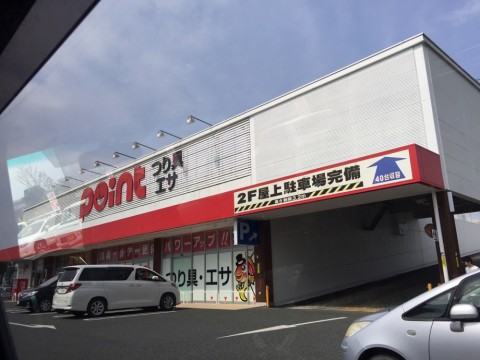 point
つり具
エサ
2F屋上駐車場完備
40台収容
パワーアップ!!
P
つり具・エサ